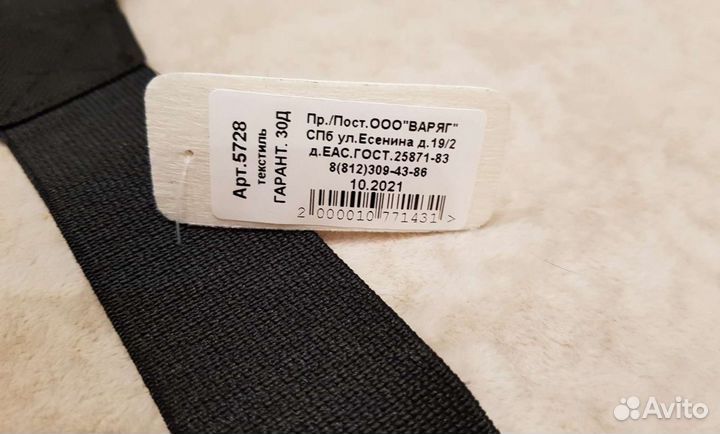 Арт.5728
текстиль
ГАРАНТ. 30Д
Пр./Пост.ООО"ВАРЯГ"
СПб ул.Есенина д.19/2
д.ЕАС.ГОСТ.25871-83
8(812)309-43-86
10.2021
2 000010 771431 >
Avito